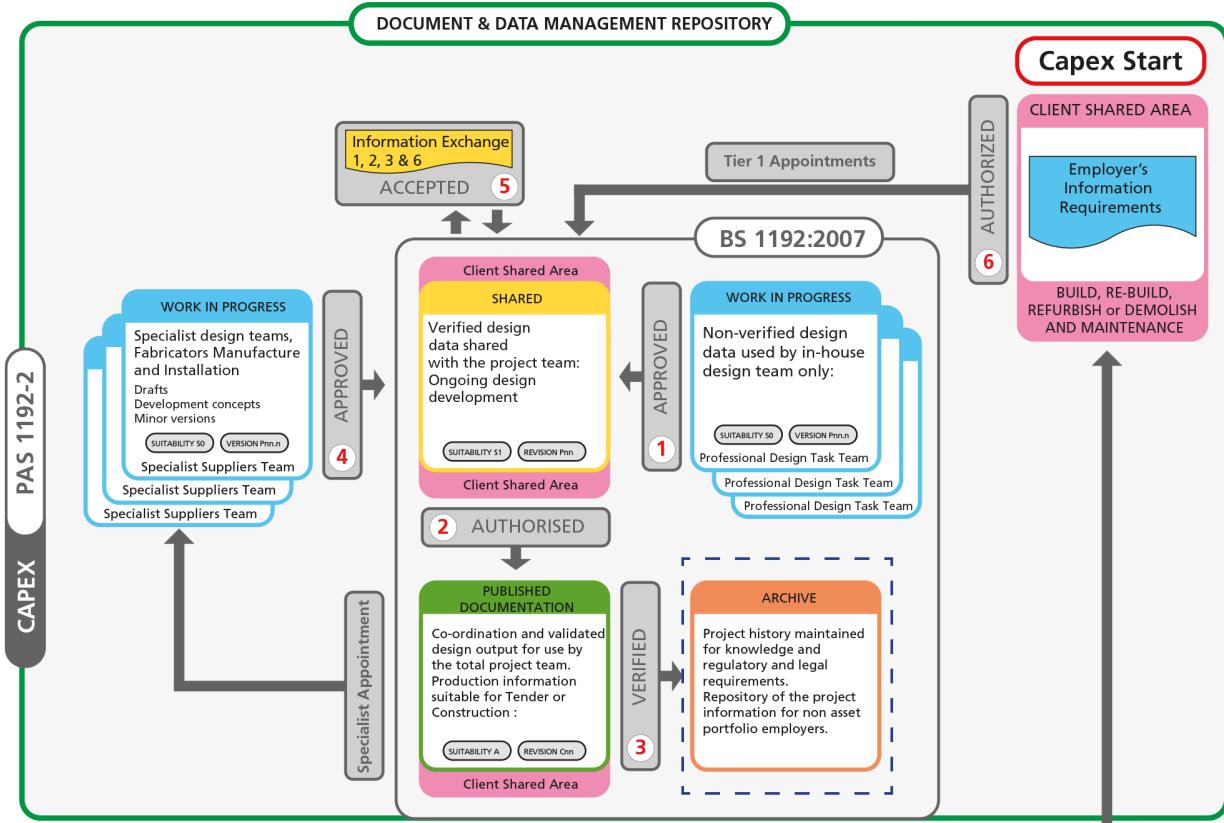 DOCUMENT & DATA MANAGEMENT REPOSITORY
Capex Start
CLIENT SHARED AREA
Employer's
Information
Requirements
BUILD, RE-BUILD,
REFURBISH or DEMOLISH
AND MAINTENANCE
AUTHORIZED
6
Tier 1 Appointments
Information Exchange
1, 2, 3 & 6
ACCEPTED
5
BS 1192:2007
Client Shared Area
SHARED
Verified design
data shared
with the project team:
Ongoing design
development
SUITABILITY S1
REVISION Pnn
Client Shared Area
APPROVED
1
WORK IN PROGRESS
Non-verified design
data used by in-house
design team only:
SUITABILITY S0
VERSION Pnn.n
Professional Design Task Team
Professional Design Task Team
Professional Design Task Team
WORK IN PROGRESS
Specialist design teams,
Fabricators Manufacture
and Installation
Drafts
Development concepts
Minor versions
SUITABILITY S0
VERSION Pnn.n
Specialist Suppliers Team
Specialist Suppliers Team
Specialist Suppliers Team
APPROVED
4
PAS 1192-2
CAPEX
2
AUTHORISED
Specialist Appointment
PUBLISHED
DOCUMENTATION
Co-ordination and validated
design output for use by
the total project team.
Production information
suitable for Tender or
Construction :
SUITABILITY A
REVISION Cnn
Client Shared Area
VERIFIED
3
ARCHIVE
Project history maintained
for knowledge and
regulatory and legal
requirements.
Repository of the project
information for non asset
portfolio employers.